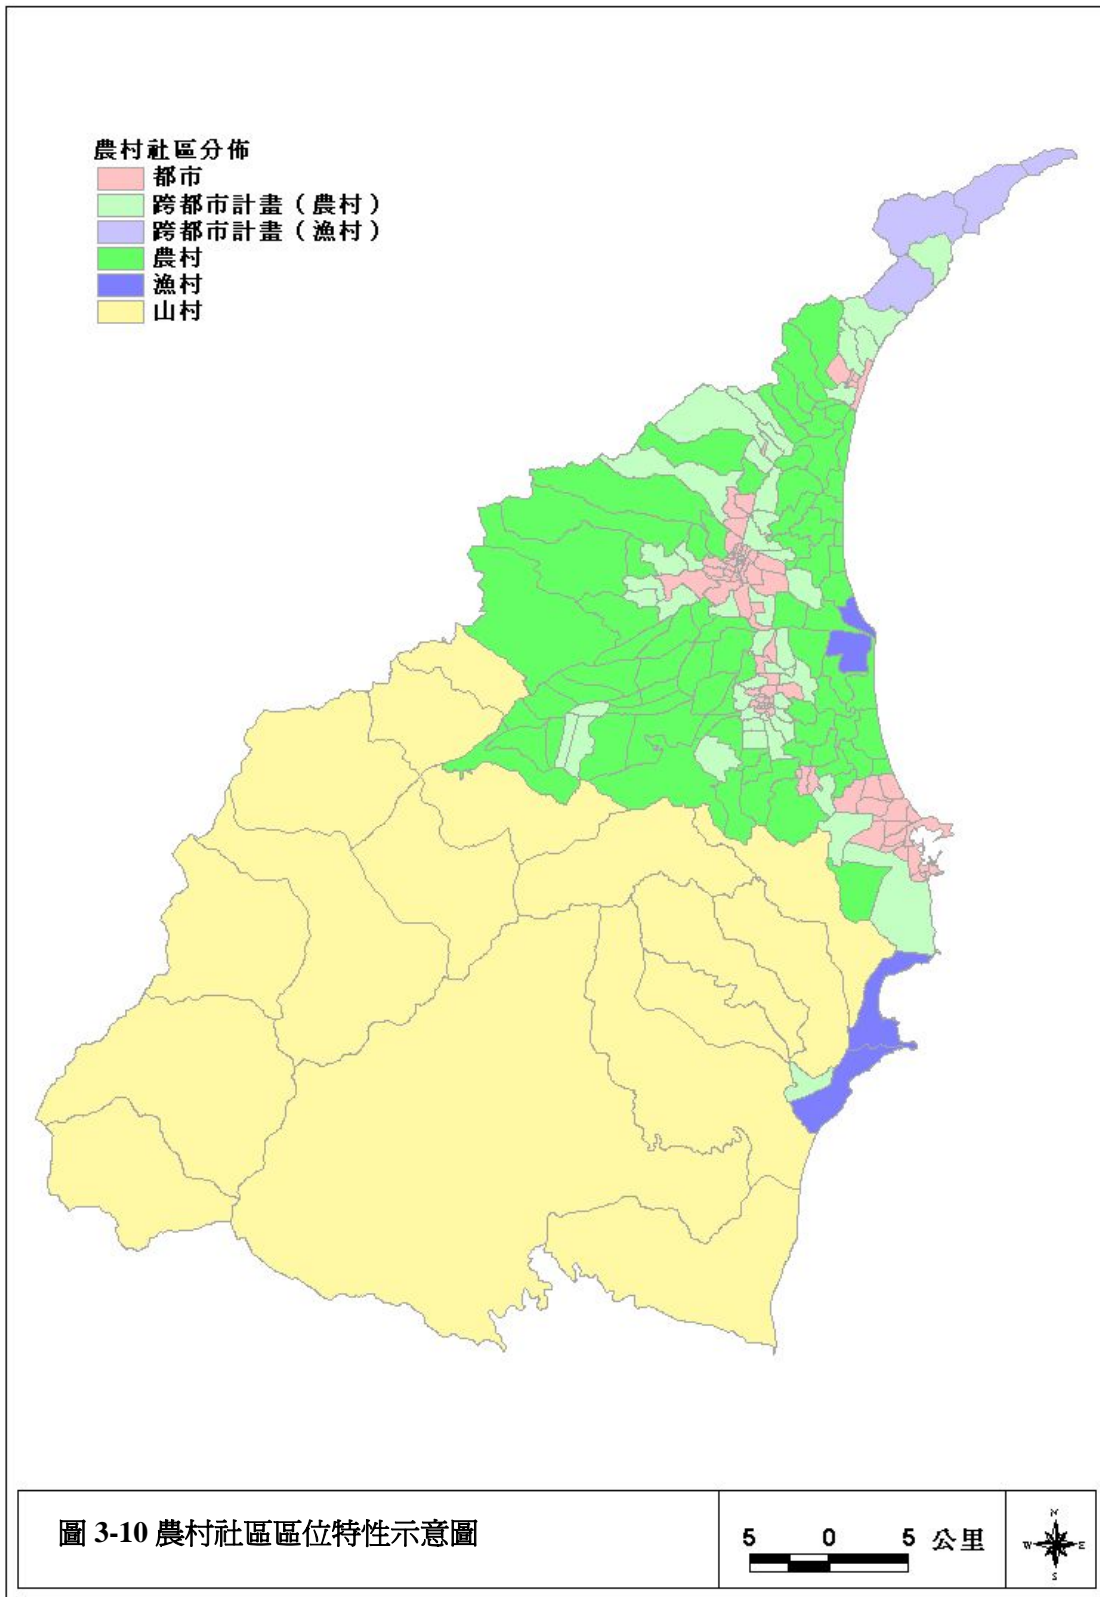 農村社區分佈
都市
跨都市計畫（農村）
跨都市計畫（漁村）
農村
漁村
山村
圖 3-10 農村社區區位特性示意圖
5 0 5 公里
N
W E
S